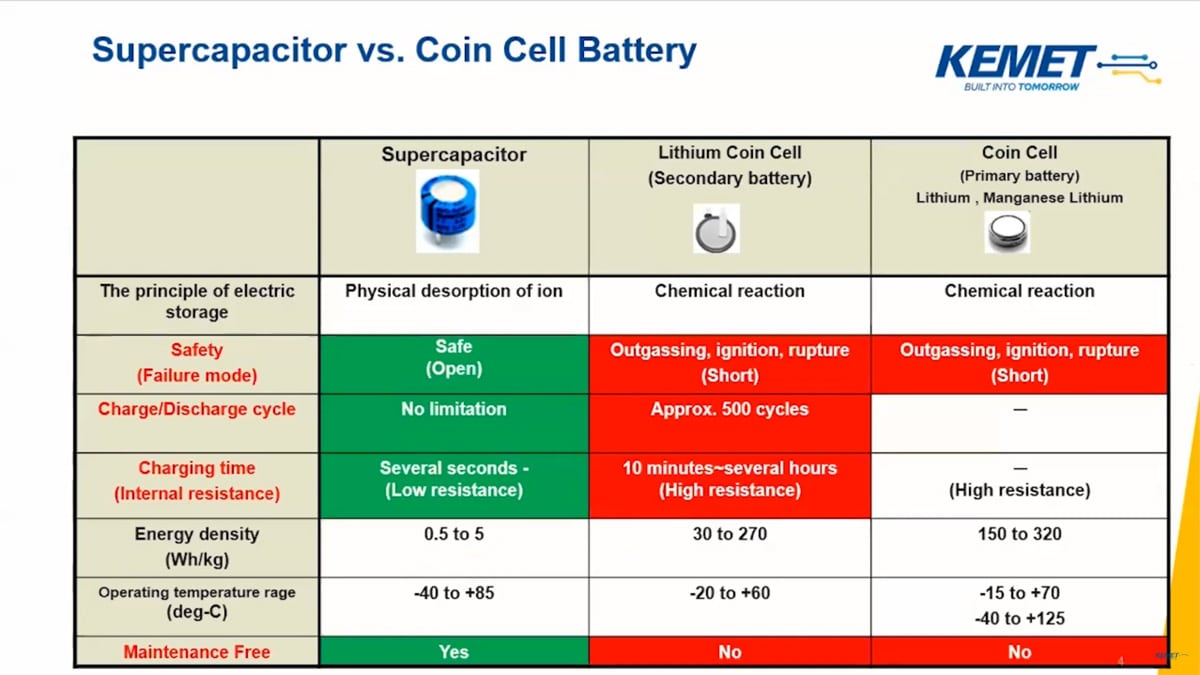 Supercapacitor vs. Coin Cell Battery
KEMET
BUILT INTO TOMORROW
Supercapacitor
Lithium Coin Cell
(Secondary battery)
Coin Cell
(Primary battery)
Lithium , Manganese Lithium
The principle of electric
storage
Physical desorption of ion
Chemical reaction
Chemical reaction
Safety
(Failure mode)
Safe
(Open)
Outgassing, ignition, rupture
(Short)
Outgassing, ignition, rupture
(Short)
Charge/Discharge cycle
No limitation
Approx. 500 cycles
—
Charging time
(Internal resistance)
Several seconds -
(Low resistance)
10 minutes~several hours
(High resistance)
—
(High resistance)
Energy density
(Wh/kg)
0.5 to 5
30 to 270
150 to 320
Operating temperature rage
(deg-C)
-40 to +85
-20 to +60
-15 to +70
-40 to +125
Maintenance Free
Yes
No
No
4
KEMET